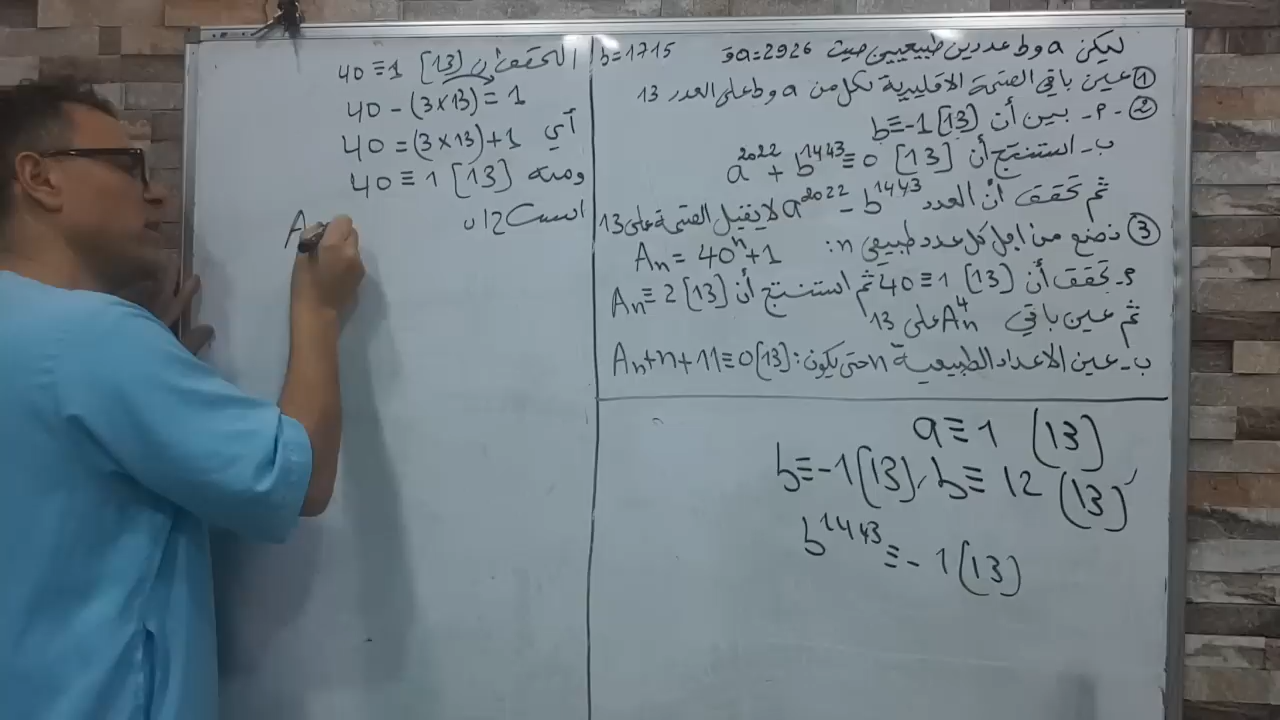 ليكن a و b عددين طبيعيين حيث a=2926 و b=1715
① عين باقي القسمة الاقليدية لكل من a و b على العدد 13
② - أ - بين أن b≡-1[13]
ب - استنتج أن a^2022 + b^1443 ≡ 0 [13]
ثم تحقق أن العدد a^2022 - b^1443 لا يقبل القسمة على 13
③ نضع من اجل كل عدد طبيعي n:
An = 40^n+1
أ - تحقق أن 40≡1 [13] ثم استنتج أن An≡2[13]
ثم عين باقي An^4 على 13
ب - عين الاعداد الطبيعية n حتى يكون: An+n+11≡0[13]
a≡1 [13]
b≡-1[13], b≡12[13]
b^1443≡-1[13]
التحقق أن 40≡1 [13]
40-(3×13)=1
أي 40=(3×13)+1
ومنه 40≡1[13]
A